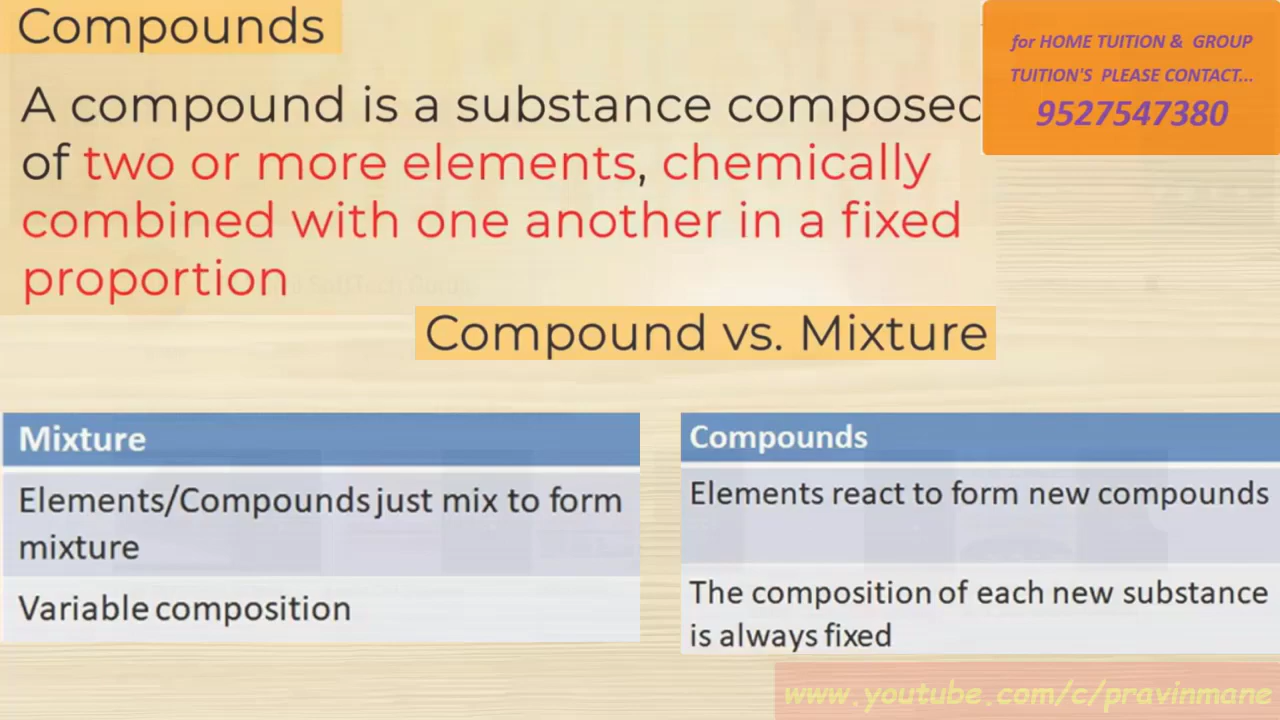 Compounds
for HOME TUITION & GROUP
TUITION'S PLEASE CONTACT...
9527547380
A compound is a substance composed
of two or more elements, chemically
combined with one another in a fixed
proportion
Compound vs. Mixture
Mixture
Elements/Compounds just mix to form
mixture
Variable composition
Compounds
Elements react to form new compounds
The composition of each new substance
is always fixed
www.youtube.com/c/pravinmane